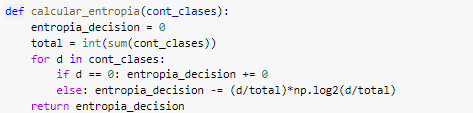 def calcular_entropia(cont_clases):
    entropia_decision = 0
    total = int(sum(cont_clases))
    for d in cont_clases:
        if d == 0: entropia_decision += 0
        else: entropia_decision -= (d/total)*np.log2(d/total)
    return entropia_decision